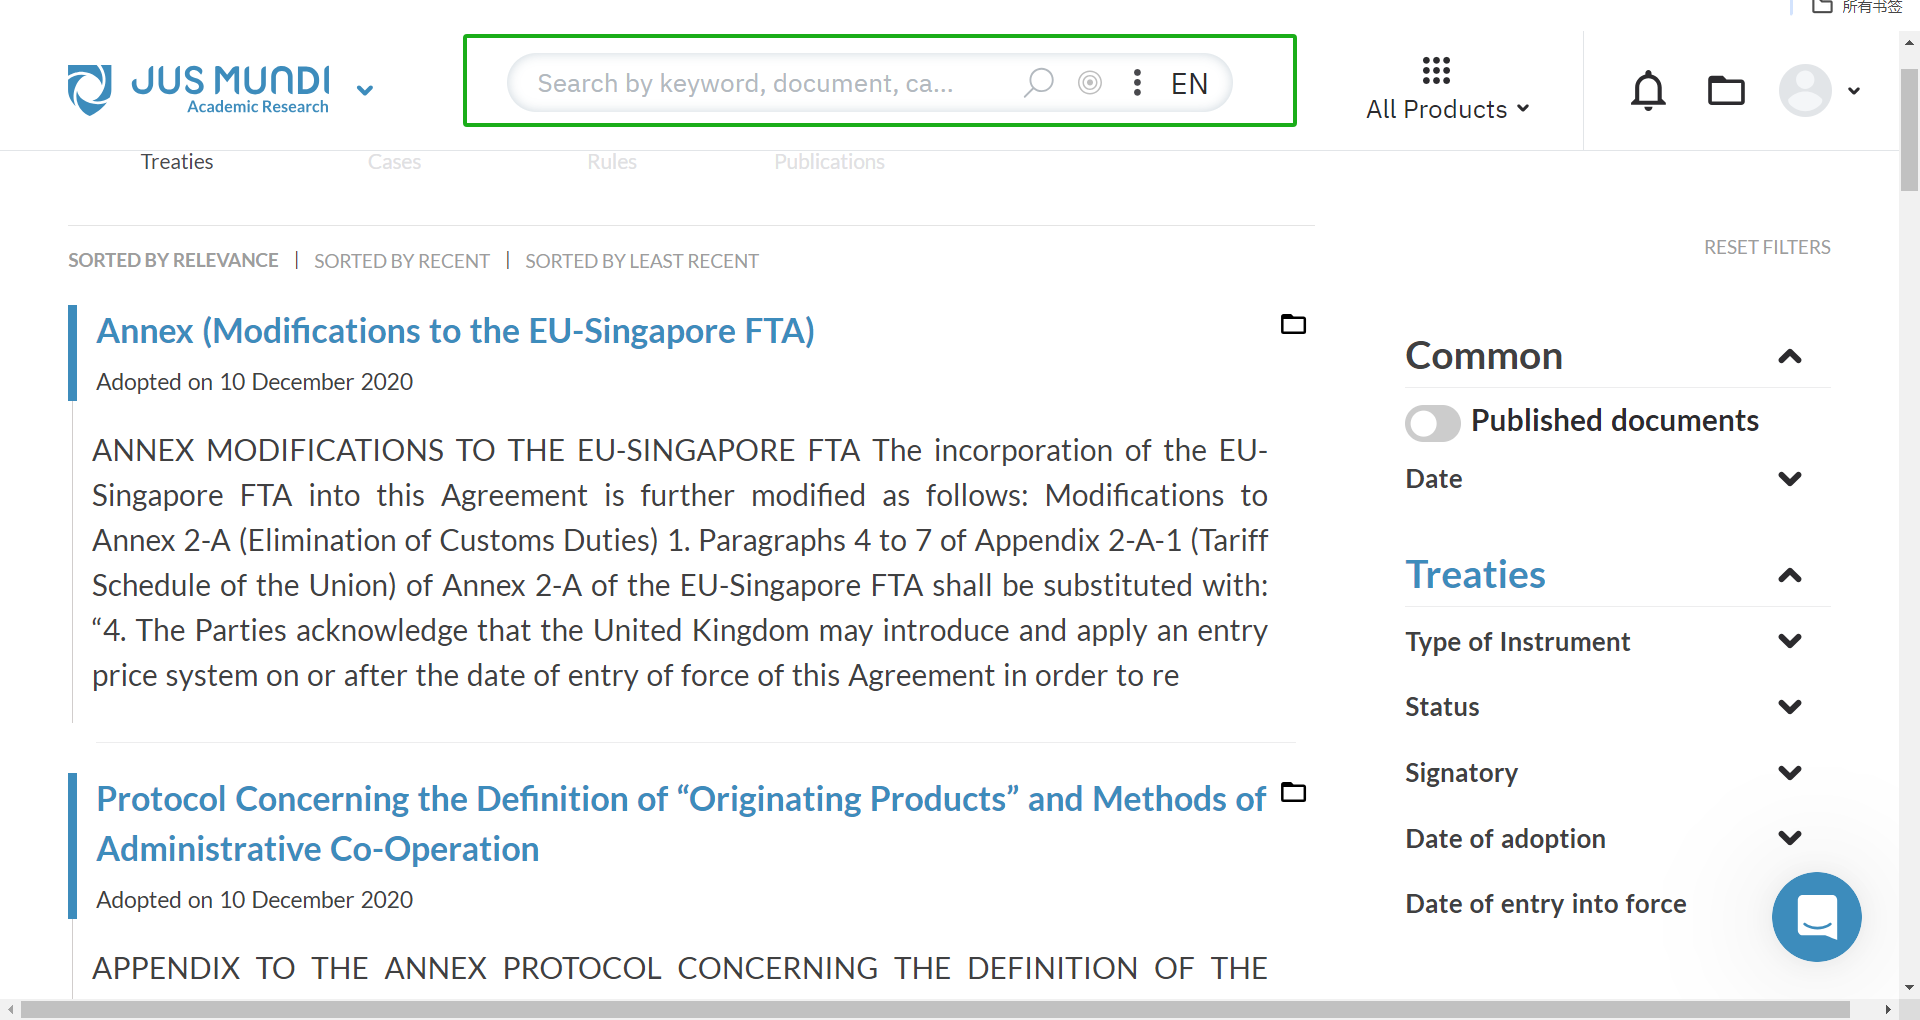 所有书签
JUS MUNDI
Academic Research
Search by keyword, document, ca...
EN
All Products
Treaties
Cases
Rules
Publications
SORTED BY RELEVANCE | SORTED BY RECENT | SORTED BY LEAST RECENT
RESET FILTERS
Annex (Modifications to the EU-Singapore FTA)
Adopted on 10 December 2020
ANNEX MODIFICATIONS TO THE EU-SINGAPORE FTA The incorporation of the EU-
Singapore FTA into this Agreement is further modified as follows: Modifications to
Annex 2-A (Elimination of Customs Duties) 1. Paragraphs 4 to 7 of Appendix 2-A-1 (Tariff
Schedule of the Union) of Annex 2-A of the EU-Singapore FTA shall be substituted with:
“4. The Parties acknowledge that the United Kingdom may introduce and apply an entry
price system on or after the date of entry of force of this Agreement in order to re
Protocol Concerning the Definition of “Originating Products” and Methods of
Administrative Co-Operation
Adopted on 10 December 2020
APPENDIX TO THE ANNEX PROTOCOL CONCERNING THE DEFINITION OF THE
Common
Published documents
Date
Treaties
Type of Instrument
Status
Signatory
Date of adoption
Date of entry into force